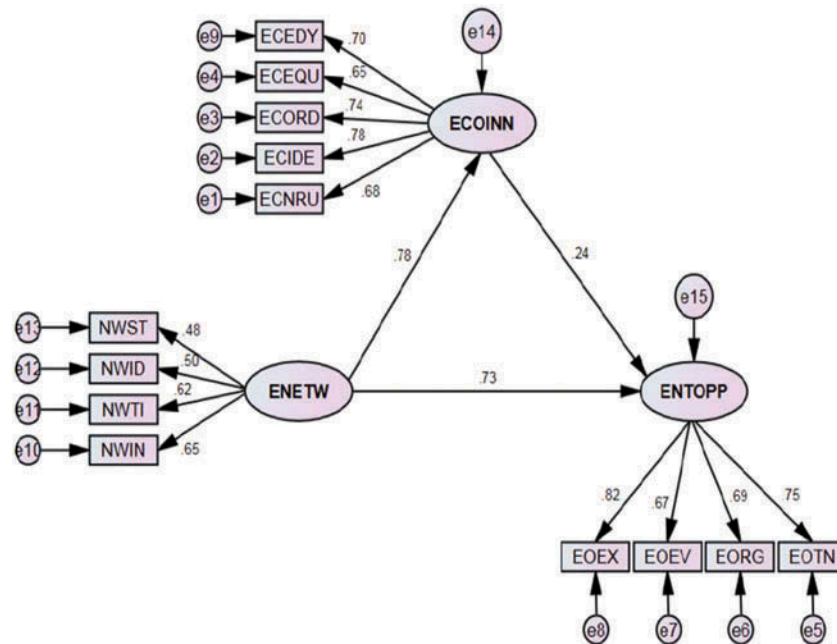 e9 ECEDY .70 e14
e4 ECEQU .65
e3 ECORD .74 ECOINN
e2 ECIDE .78
e1 ECNRU .68
.78 .24
e15
e13 NWST .48
e12 NWID .50
e11 NWTI .62 ENETW .73 ENTOPP
e10 NWIN .65
.82 .67 .69 .75
EOEX EOEV EORG EOTN
e8 e7 e6 e5